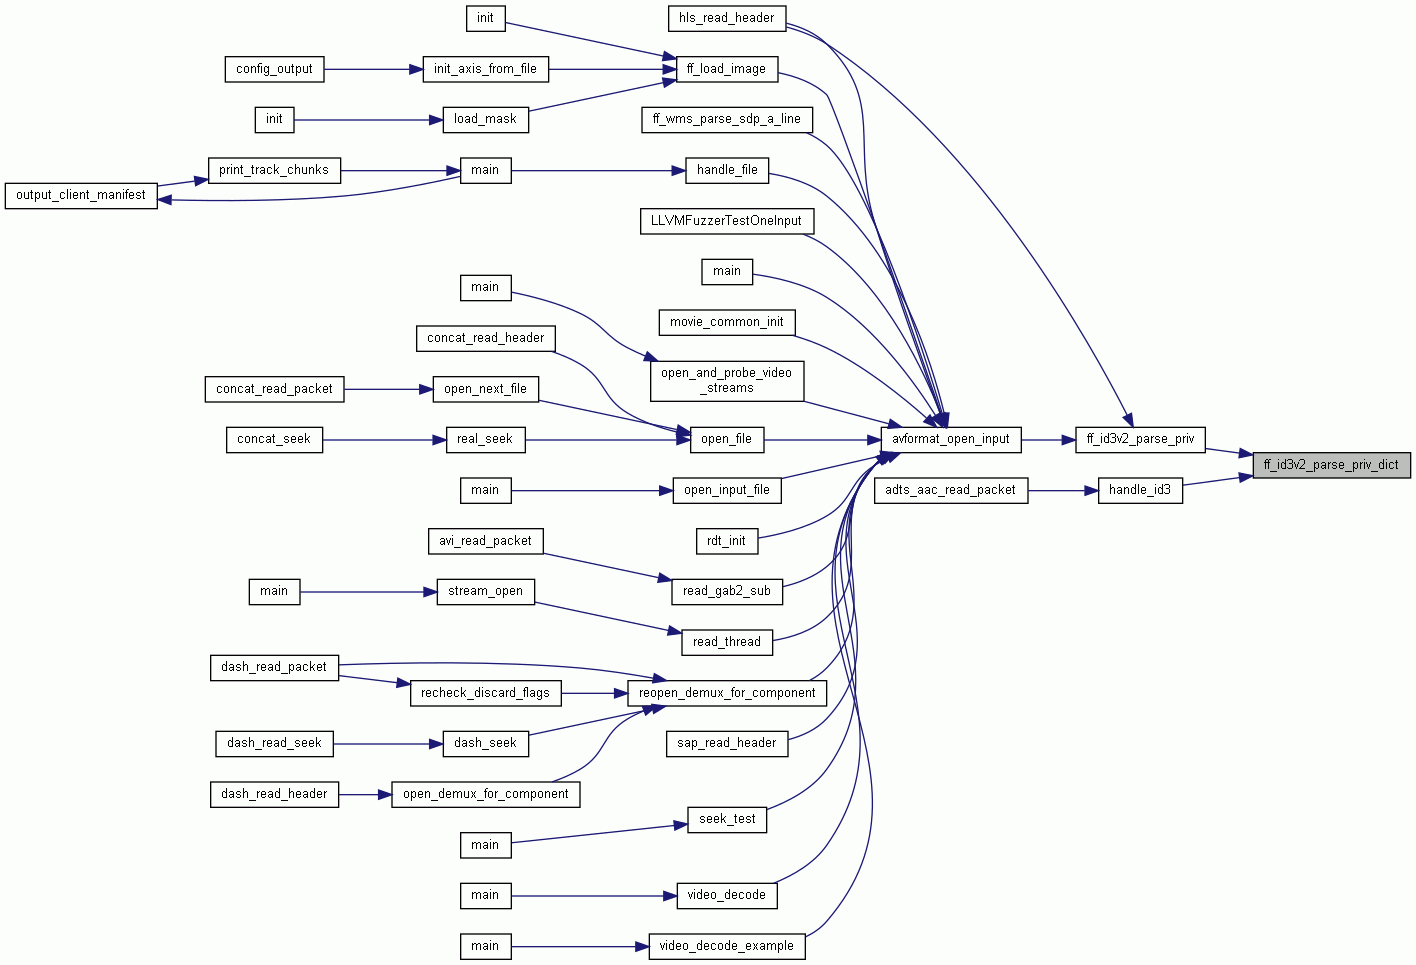 init
hls_read_header
config_output
init_axis_from_file
ff_load_image
init
load_mask
ff_wms_parse_sdp_a_line
print_track_chunks
main
handle_file
output_client_manifest
LLVMFuzzerTestOneInput
main
main
movie_common_init
concat_read_header
open_and_probe_video
_streams
concat_read_packet
open_next_file
concat_seek
real_seek
open_file
avformat_open_input
ff_id3v2_parse_priv
ff_id3v2_parse_priv_dict
main
open_input_file
adts_aac_read_packet
handle_id3
avi_read_packet
rdt_init
main
stream_open
read_gab2_sub
read_thread
dash_read_packet
recheck_discard_flags
reopen_demux_for_component
dash_read_seek
dash_seek
sap_read_header
dash_read_header
open_demux_for_component
seek_test
main
main
video_decode
main
video_decode_example